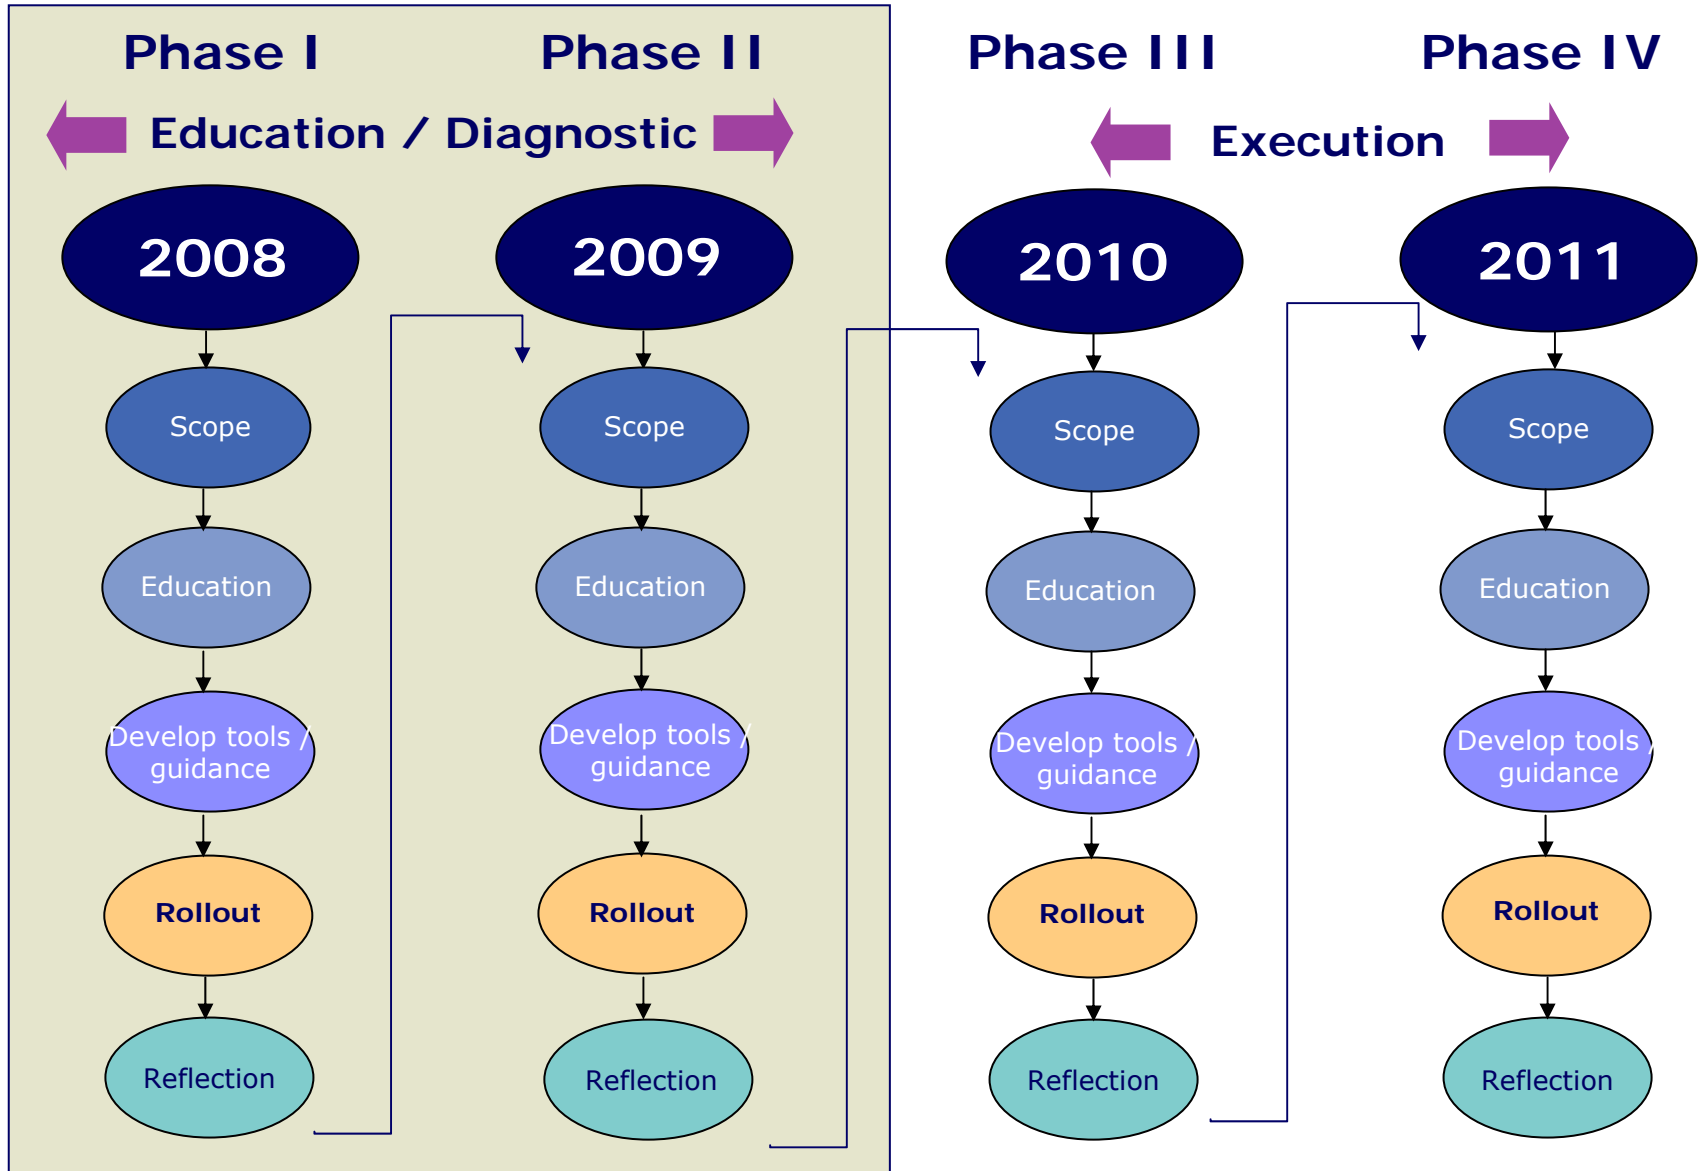 Phase I
Phase II
Phase III
Phase IV
Education / Diagnostic
Execution
2008
2009
2010
2011
Scope
Scope
Scope
Scope
Education
Education
Education
Education
Develop tools /
guidance
Develop tools /
guidance
Develop tools /
guidance
Develop tools /
guidance
Rollout
Rollout
Rollout
Rollout
Reflection
Reflection
Reflection
Reflection